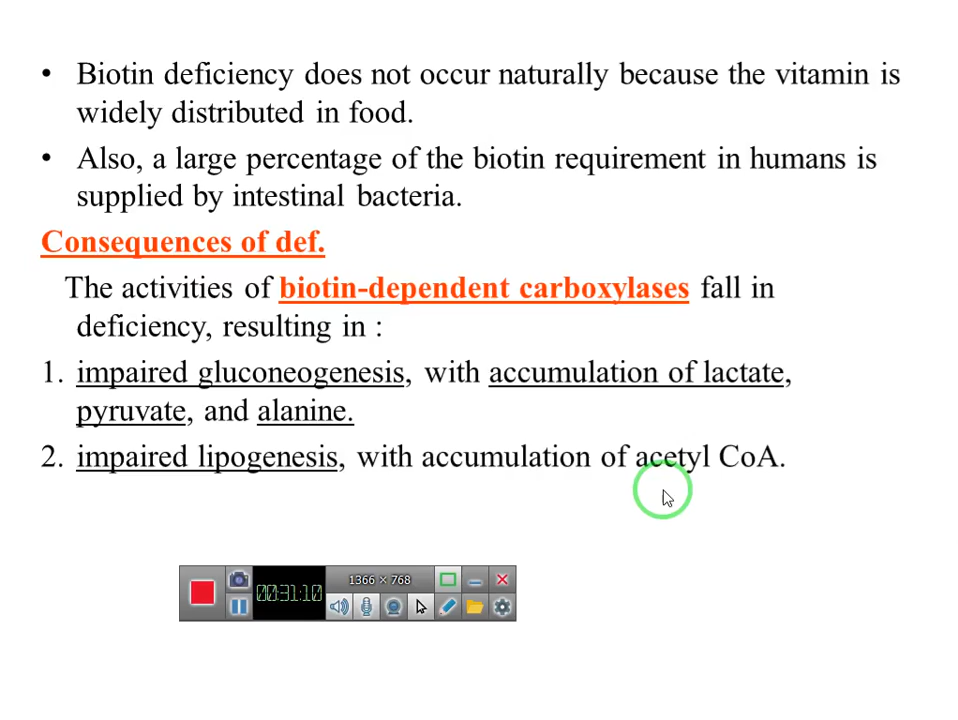 • Biotin deficiency does not occur naturally because the vitamin is
widely distributed in food.
• Also, a large percentage of the biotin requirement in humans is
supplied by intestinal bacteria.
Consequences of def.
The activities of biotin-dependent carboxylases fall in
deficiency, resulting in :
1. impaired gluconeogenesis, with accumulation of lactate,
pyruvate, and alanine.
2. impaired lipogenesis, with accumulation of acetyl CoA.
1366 × 768
00:31:10